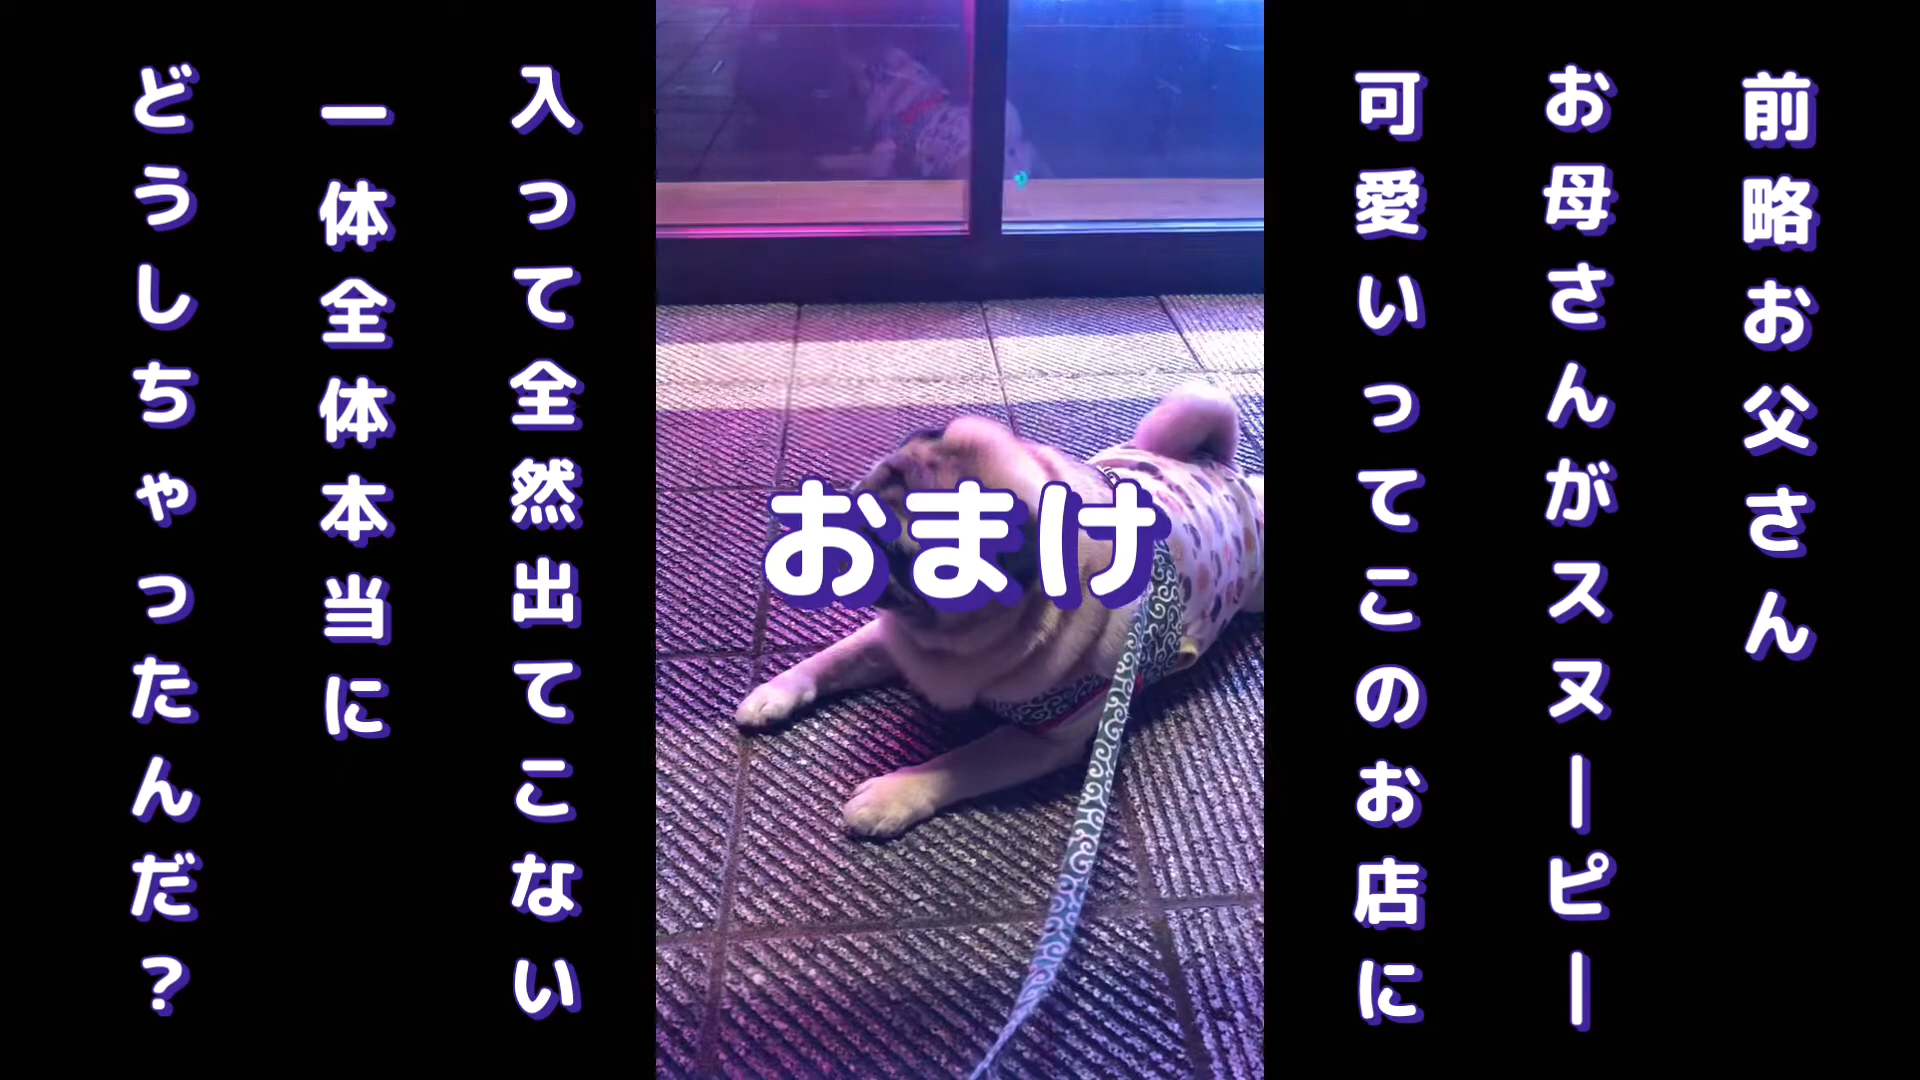 前略お父さん
お母さんがスヌーピー
可愛いってこのお店に
おまけ
入って全然出てこない
一体全体本当に
どうしちゃったんだ？